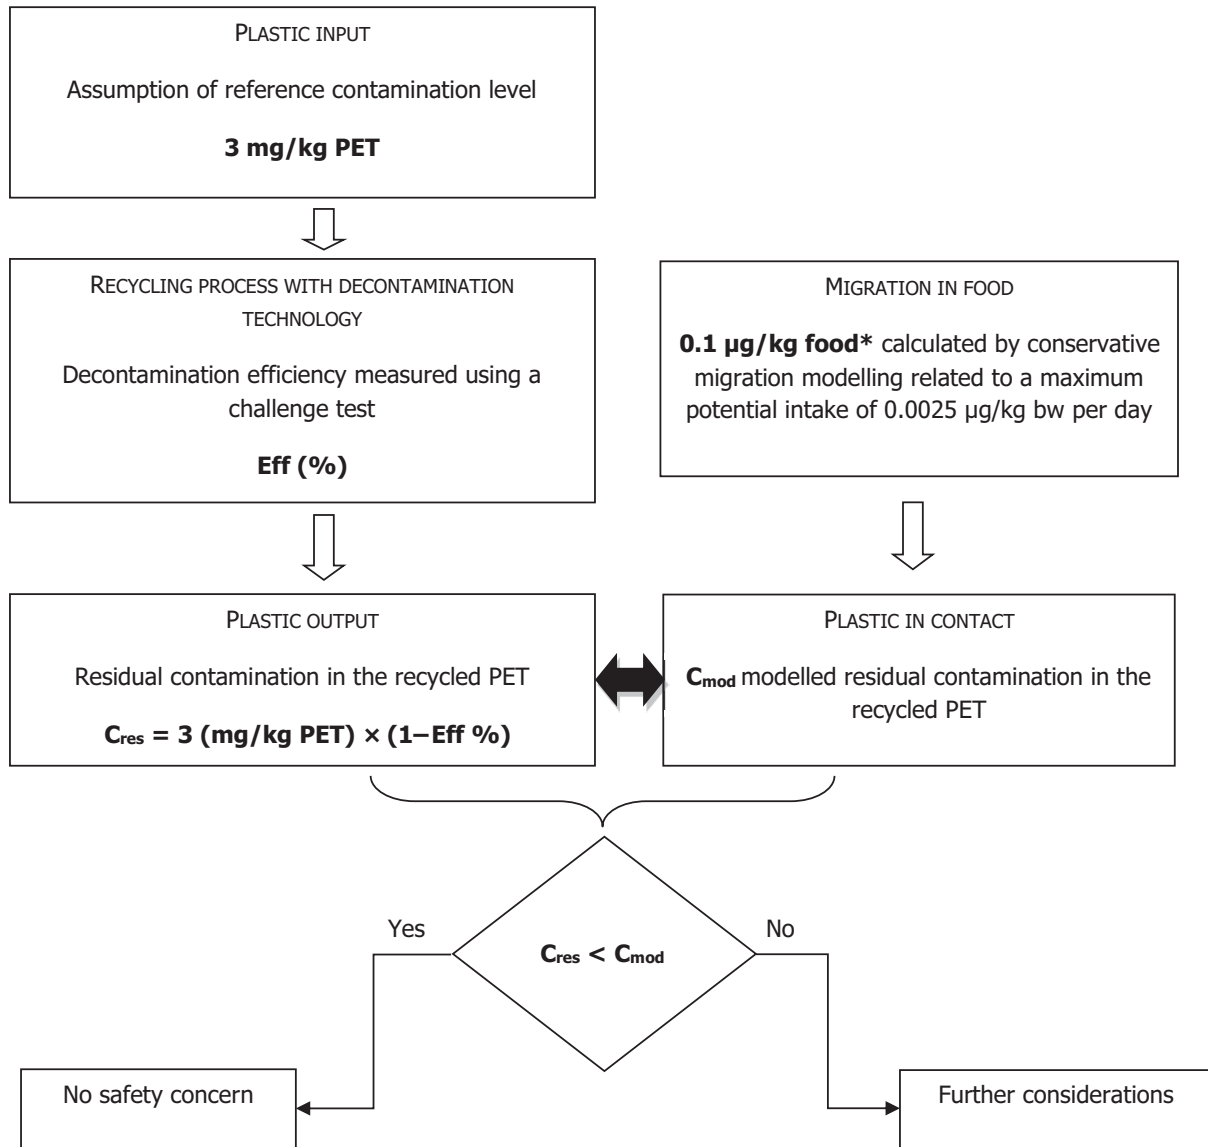 PLASTIC INPUT
Assumption of reference contamination level
3 mg/kg PET
RECYCLING PROCESS WITH DECONTAMINATION
TECHNOLOGY
Decontamination efficiency measured using a
challenge test
Eff (%)
MIGRATION IN FOOD
0.1 µg/kg food* calculated by conservative
migration modelling related to a maximum
potential intake of 0.0025 µg/kg bw per day
PLASTIC OUTPUT
Residual contamination in the recycled PET
Cres = 3 (mg/kg PET) × (1–Eff %)
PLASTIC IN CONTACT
Cmod modelled residual contamination in the
recycled PET
Yes
No
Cres < Cmod
No safety concern
Further considerations